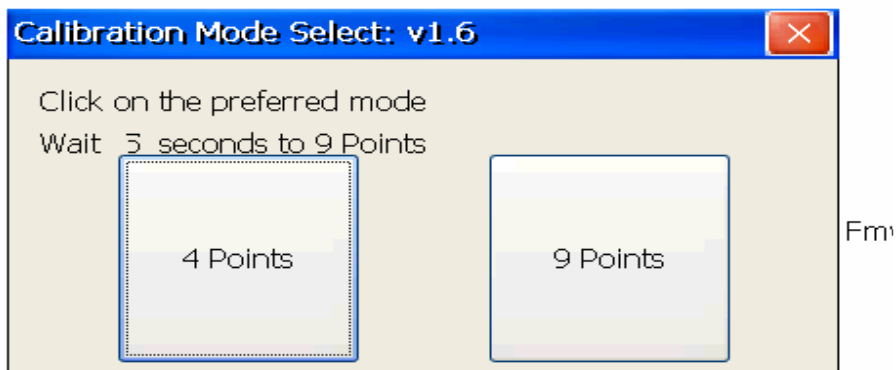 Calibration Mode Select: v1.6
Click on the preferred mode
Wait 5 seconds to 9 Points
4 Points
9 Points